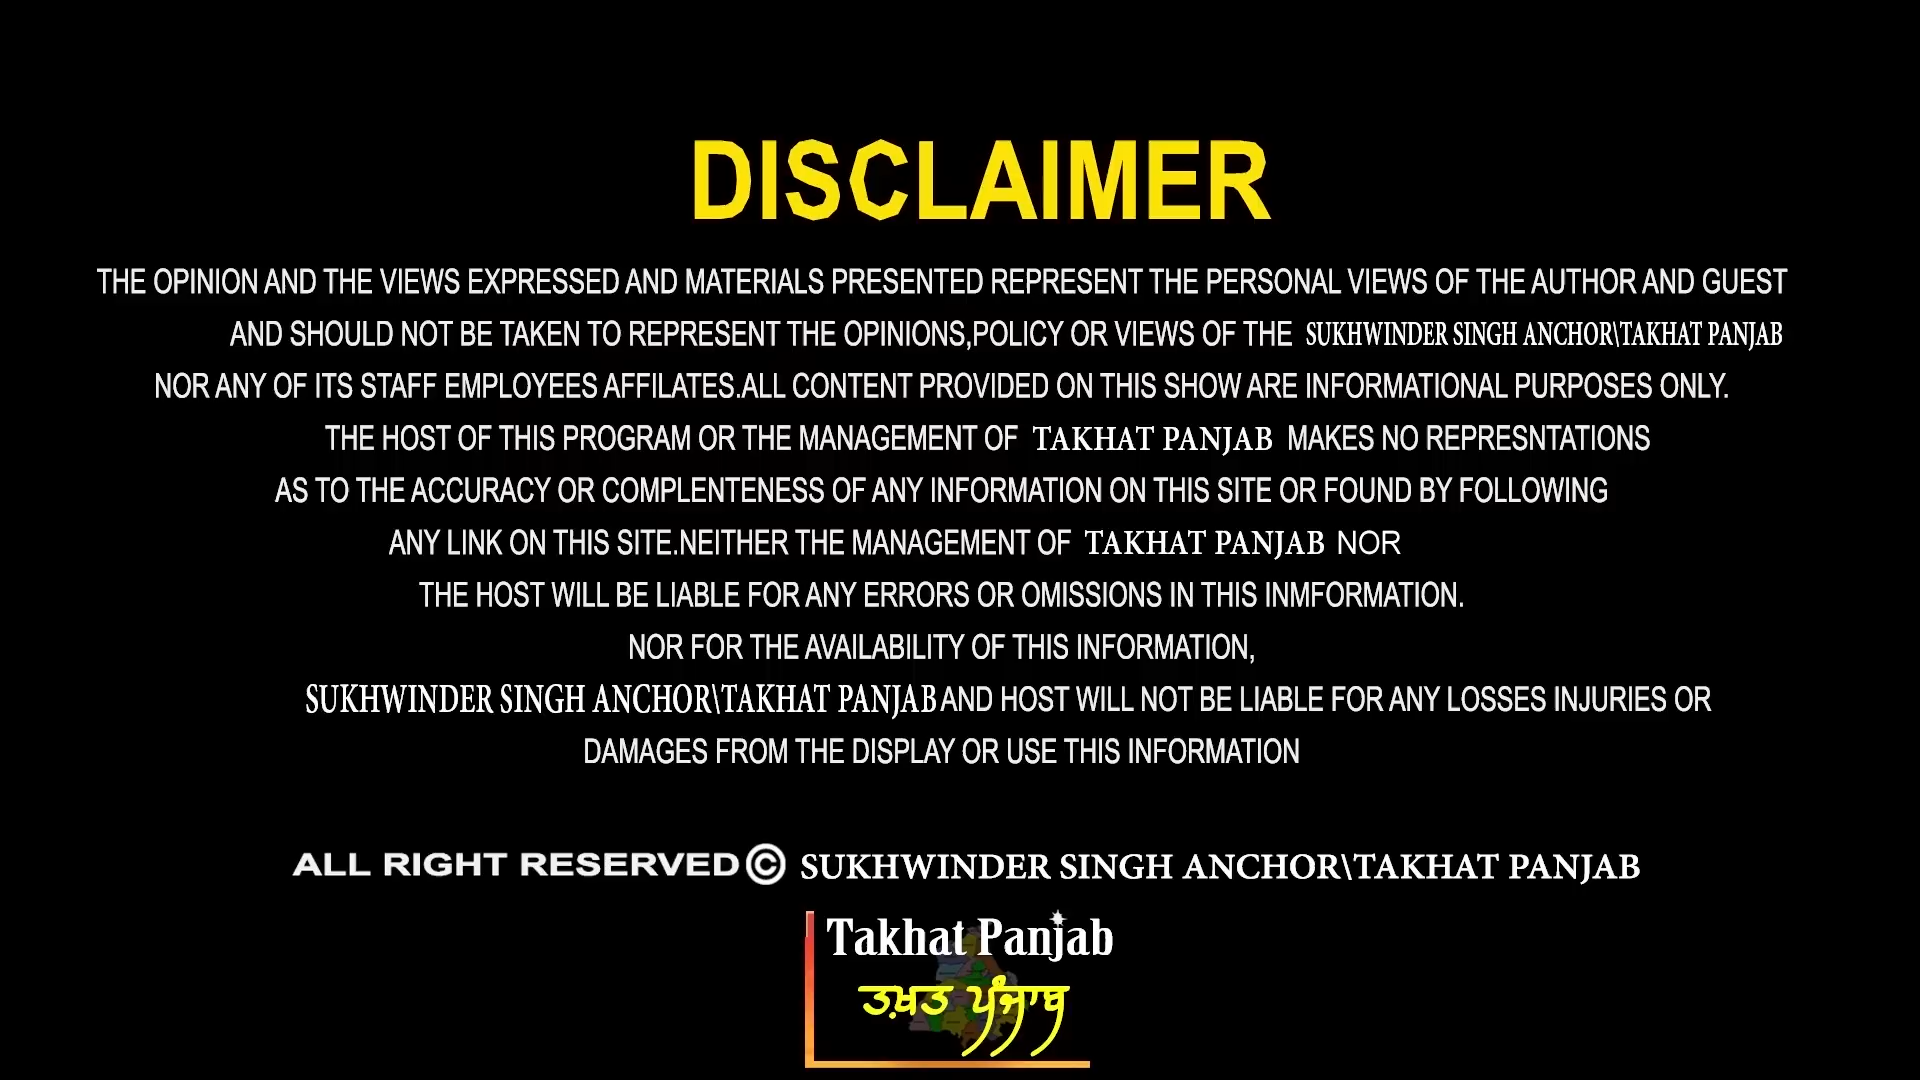 DISCLAIMER
THE OPINION AND THE VIEWS EXPRESSED AND MATERIALS PRESENTED REPRESENT THE PERSONAL VIEWS OF THE AUTHOR AND GUEST
AND SHOULD NOT BE TAKEN TO REPRESENT THE OPINIONS,POLICY OR VIEWS OF THE SUKHWINDER SINGH ANCHOR\TAKHAT PANJAB
NOR ANY OF ITS STAFF EMPLOYEES AFFILATES.ALL CONTENT PROVIDED ON THIS SHOW ARE INFORMATIONAL PURPOSES ONLY.
THE HOST OF THIS PROGRAM OR THE MANAGEMENT OF TAKHAT PANJAB MAKES NO REPRESNTATIONS
AS TO THE ACCURACY OR COMPLENTENESS OF ANY INFORMATION ON THIS SITE OR FOUND BY FOLLOWING
ANY LINK ON THIS SITE.NEITHER THE MANAGEMENT OF TAKHAT PANJAB NOR
THE HOST WILL BE LIABLE FOR ANY ERRORS OR OMISSIONS IN THIS INMFORMATION.
NOR FOR THE AVAILABILITY OF THIS INFORMATION,
SUKHWINDER SINGH ANCHOR\TAKHAT PANJAB AND HOST WILL NOT BE LIABLE FOR ANY LOSSES INJURIES OR
DAMAGES FROM THE DISPLAY OR USE THIS INFORMATION
ALL RIGHT RESERVED © SUKHWINDER SINGH ANCHOR\TAKHAT PANJAB
Takhat Panjab
ਤਖ਼ਤ ਪੰਜਾਬ